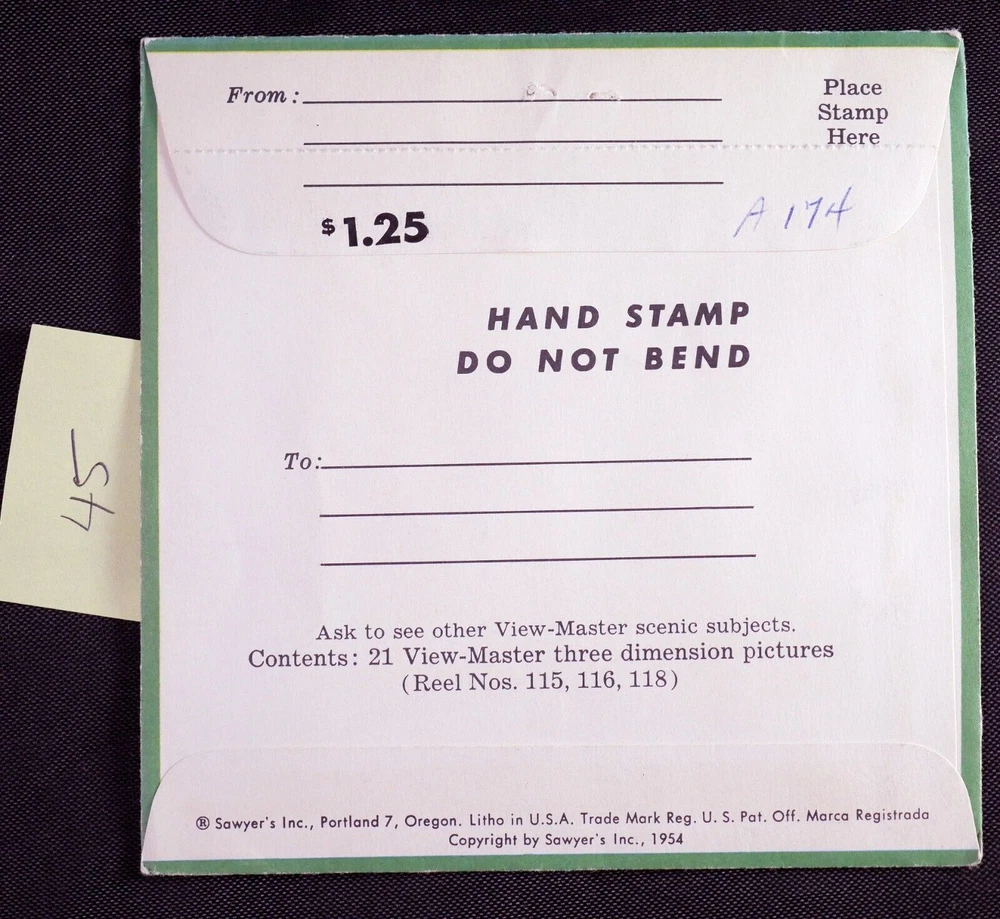 From:
Place
Stamp
Here
$1.25
A 174
HAND STAMP
DO NOT BEND
45
To:
Ask to see other View-Master scenic subjects.
Contents: 21 View-Master three dimension pictures
(Reel Nos. 115, 116, 118)
® Sawyer's Inc., Portland 7, Oregon. Litho in U.S.A. Trade Mark Reg. U. S. Pat. Off. Marca Registrada
Copyright by Sawyer's Inc., 1954